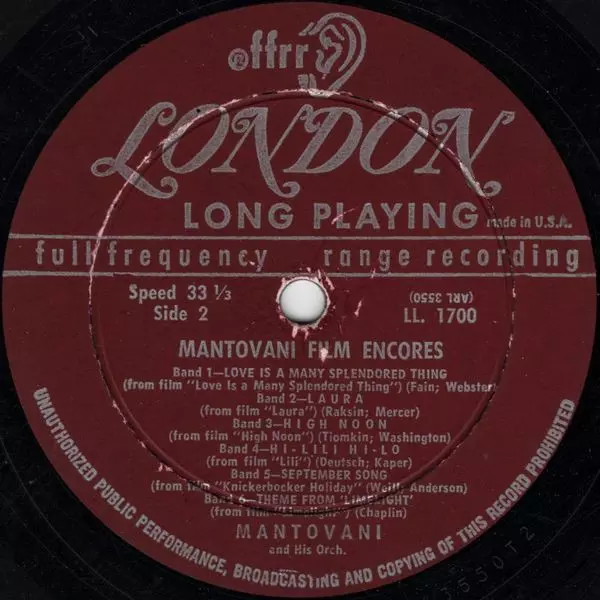 ®ffrr
LONDON
LONG PLAYING made in U.S.A.
full frequency range recording
Speed 33 1/3 (ARL 3550)
Side 2 LL. 1700
MANTOVANI FILM ENCORES
Band 1—LOVE IS A MANY SPLENDORED THING
(from film "Love Is a Many Splendored Thing") (Fain; Webster)
Band 2—LAURA
(from film "Laura") (Raksin; Mercer)
Band 3—HIGH NOON
(from film "High Noon") (Tiomkin; Washington)
Band 4—HI-LILI HI-LO
(from film "Lili") (Deutsch; Kaper)
Band 5—SEPTEMBER SONG
(from film "Knickerbocker Holiday" (Weill; Anderson)
Band 6—THEME FROM 'LIMELIGHT'
(from film "Limelight") (Chaplin)
MANTOVANI
and His Orch.
UNAUTHORIZED PUBLIC PERFORMANCE, BROADCASTING AND COPYING OF THIS RECORD PROHIBITED